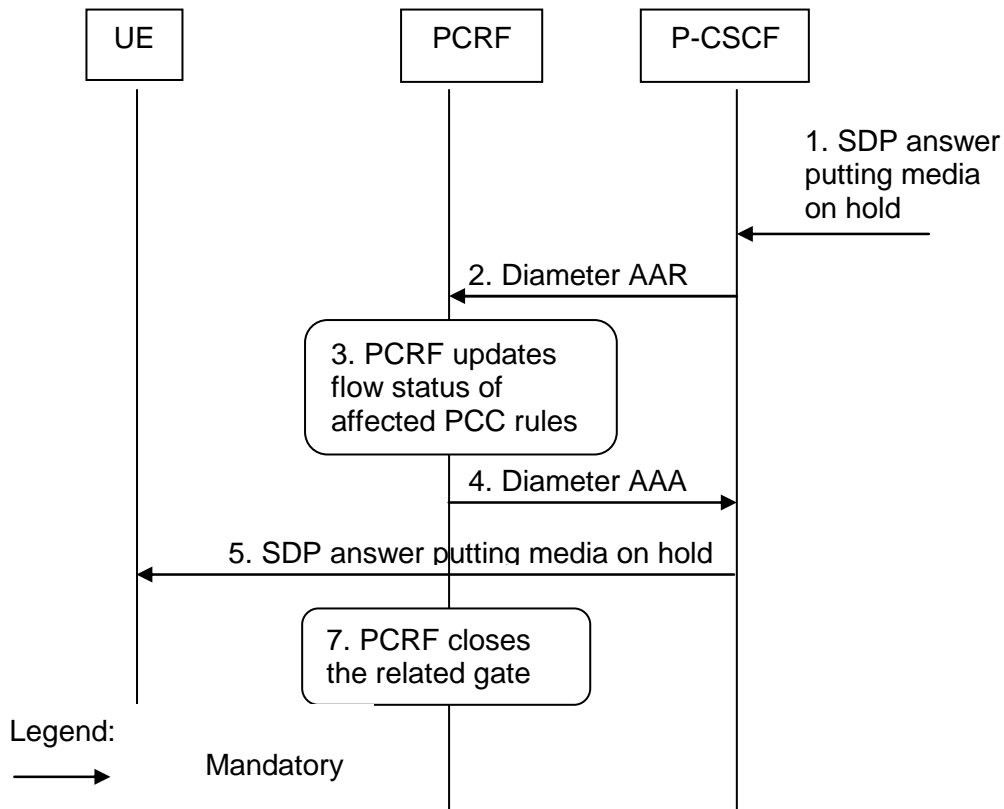 UE
PCRF
P-CSCF
1. SDP answer
putting media
on hold
2. Diameter AAR
3. PCRF updates
flow status of
affected PCC rules
4. Diameter AAA
5. SDP answer putting media on hold
7. PCRF closes
the related gate
Legend:
Mandatory